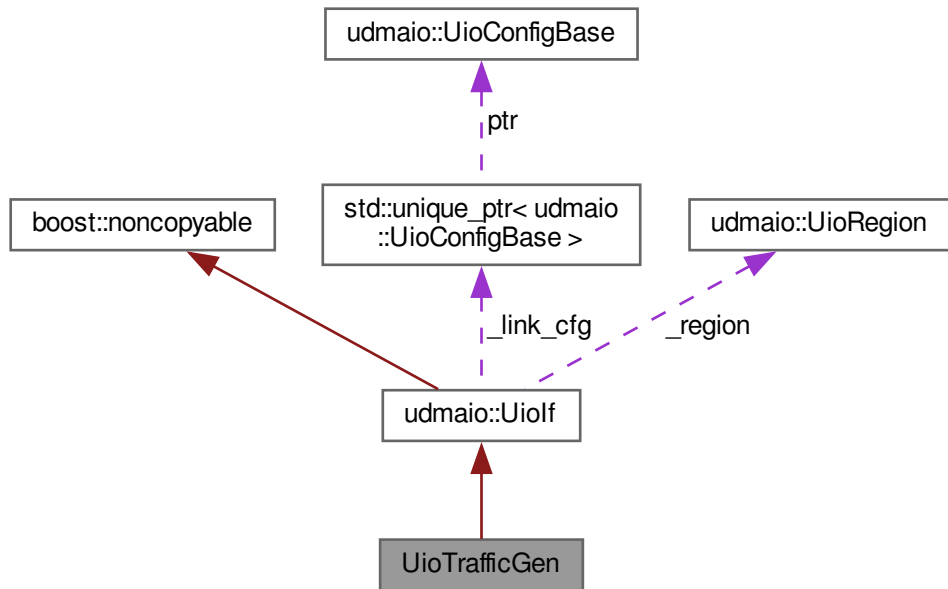 udmaio::UioConfigBase
ptr
boost::noncopyable
std::unique_ptr< udmaio
::UioConfigBase >
udmaio::UioRegion
_link_cfg
_region
udmaio::UioIf
UioTrafficGen